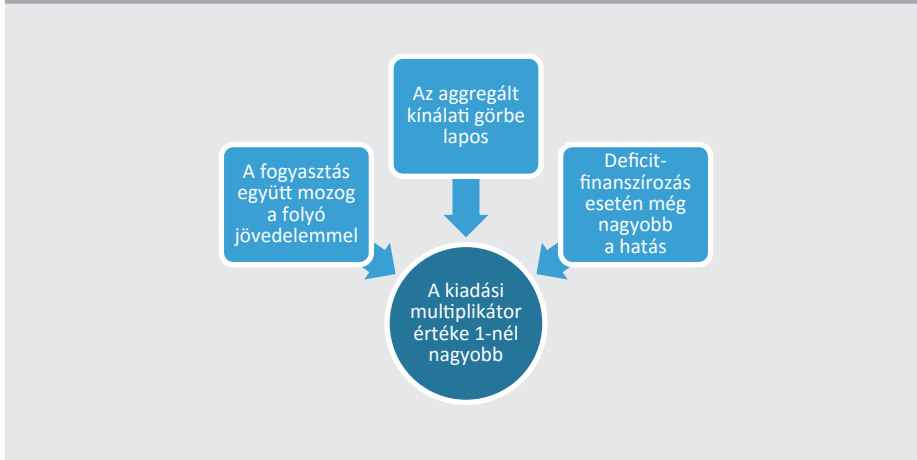 Az aggregált
kínálati görbe
lapos
A fogyasztás
együtt mozog
a folyó
jövedelemmel
Deficit-
finanszírozás
esetén még
nagyobb
a hatás
A kiadási
multiplikátor
értéke 1-nél
nagyobb